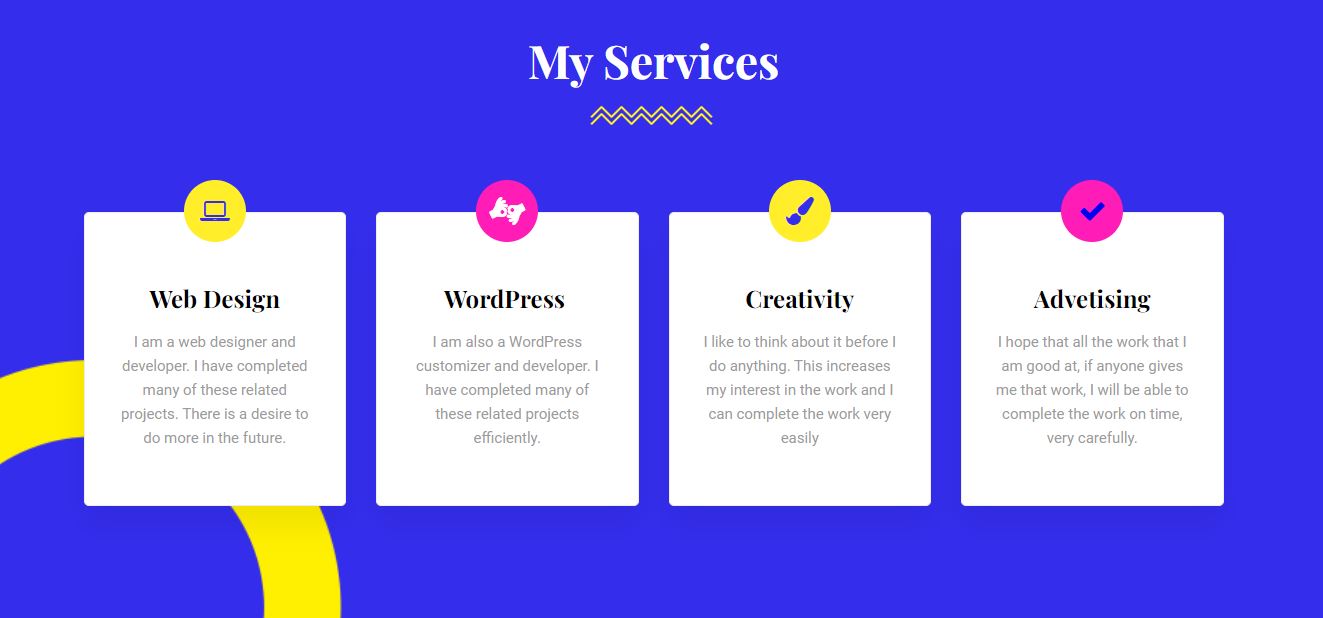 My Services
Web Design
I am a web designer and
developer. I have completed
many of these related
projects. There is a desire to
do more in the future.
WordPress
I am also a WordPress
customizer and developer. I
have completed many of
these related projects
efficiently.
Creativity
I like to think about it before I
do anything. This increases
my interest in the work and I
can complete the work very
easily
Advetising
I hope that all the work that I
am good at, if anyone gives
me that work, I will be able to
complete the work on time,
very carefully.